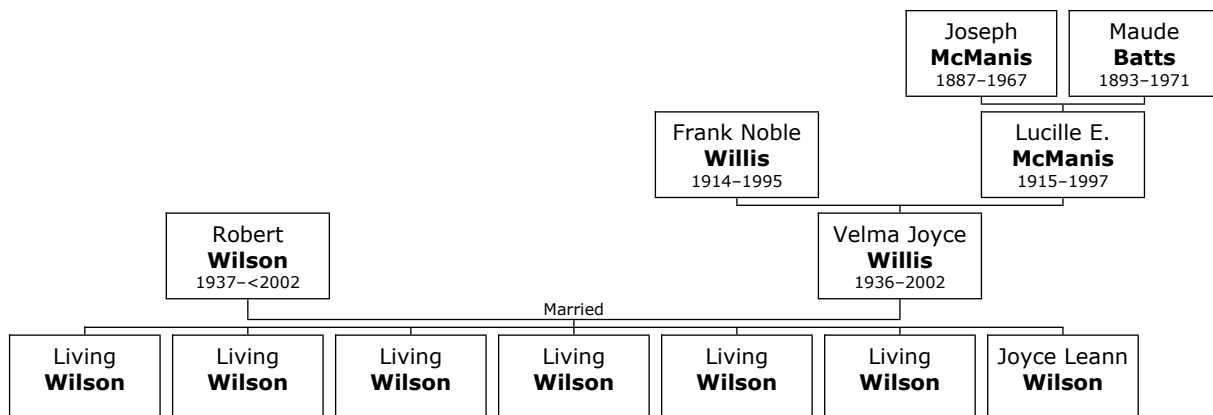 Joseph
McManis
1887–1967
Maude
Batts
1893–1971
Frank Noble
Willis
1914–1995
Lucille E.
McManis
1915–1997
Robert
Wilson
1937–<2002
Velma Joyce
Willis
1936–2002
Married
Living
Wilson
Living
Wilson
Living
Wilson
Living
Wilson
Living
Wilson
Living
Wilson
Joyce Leann
Wilson